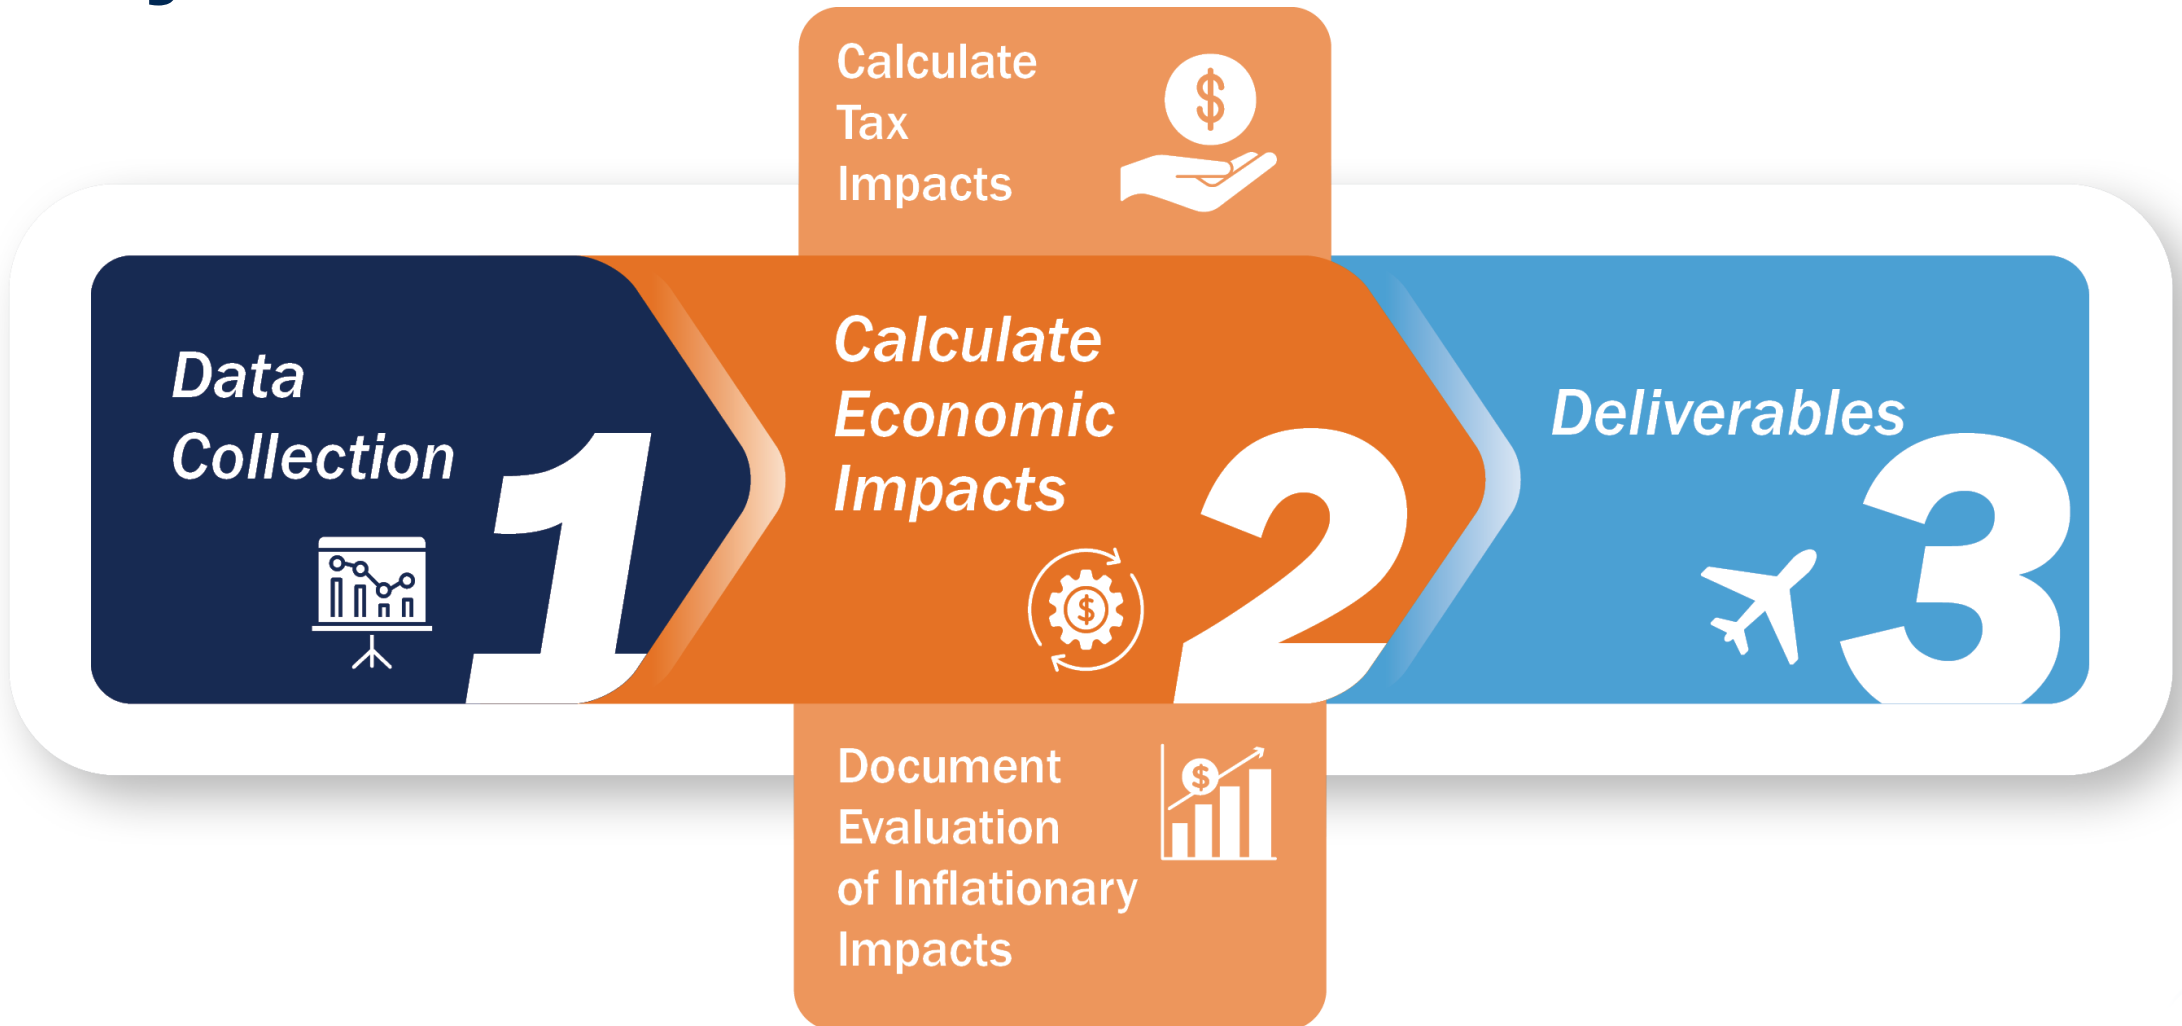 Calculate
Tax
Impacts
Data
Collection
1
Calculate
Economic
Impacts
2
Deliverables
3
Document
Evaluation
of Inflationary
Impacts